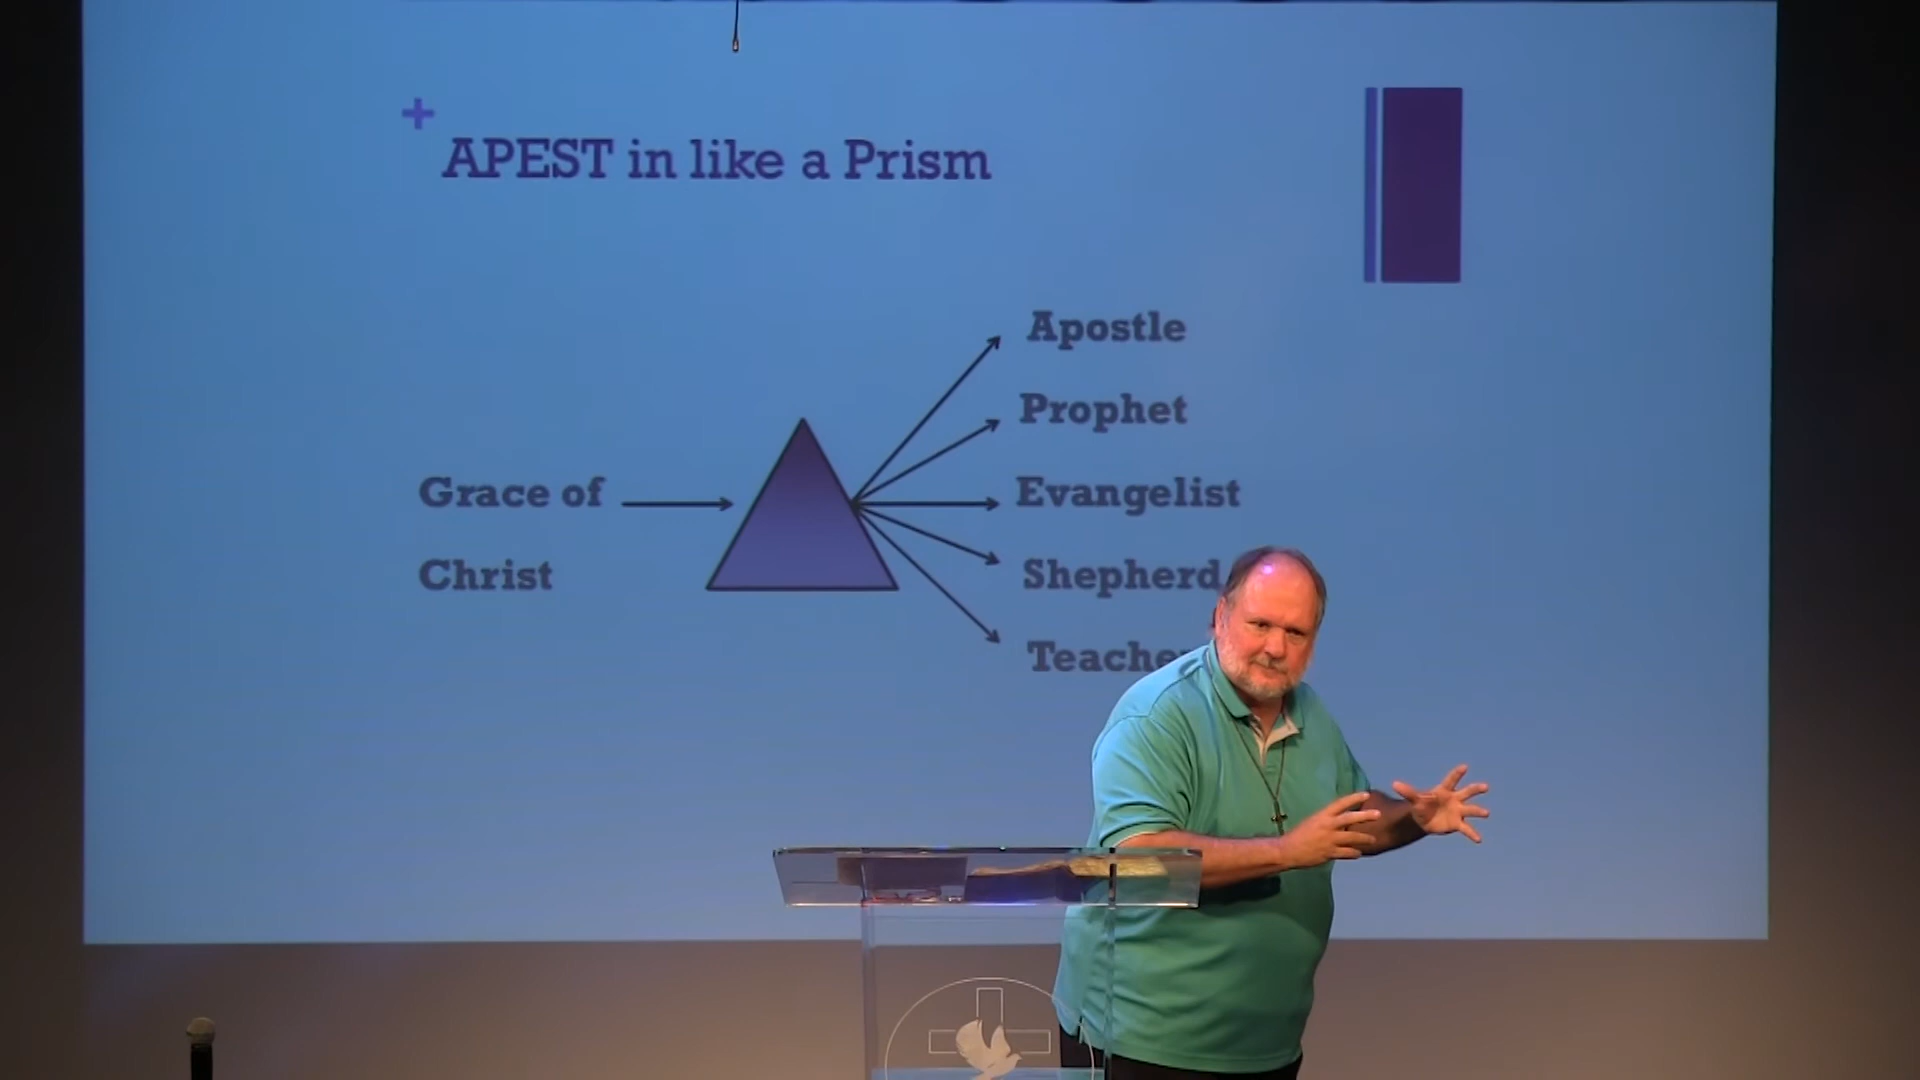 +
APEST in like a Prism
Apostle
Prophet
Grace of
Evangelist
Christ
Shepherd